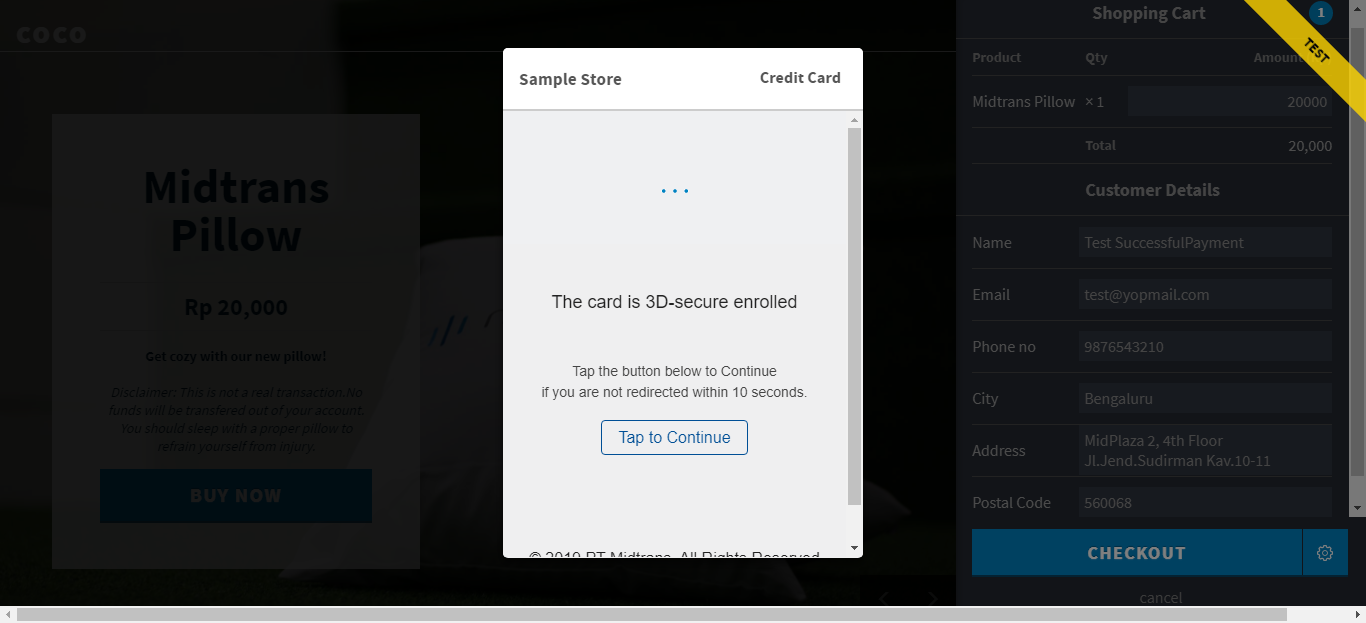 coco
Midtrans
Pillow
Rp 20,000
Get cozy with our new pillow!
Disclaimer: This is not a real transaction.No
funds will be transfered out of your account.
You should sleep with a proper pillow to
refrain yourself from injury.
BUY NOW
Sample Store
Credit Card
The card is 3D-secure enrolled
Tap the button below to Continue
if you are not redirected within 10 seconds.
Tap to Continue
© 2019 PT Midtrans. All Rights Reserved
Shopping Cart
1
TEST
Product Qty Amount
Midtrans Pillow × 1 20000
Total 20,000
Customer Details
Name Test SuccessfulPayment
Email test@yopmail.com
Phone no 9876543210
City Bengaluru
Address MidPlaza 2, 4th Floor
Jl.Jend.Sudirman Kav.10-11
Postal Code 560068
CHECKOUT
cancel